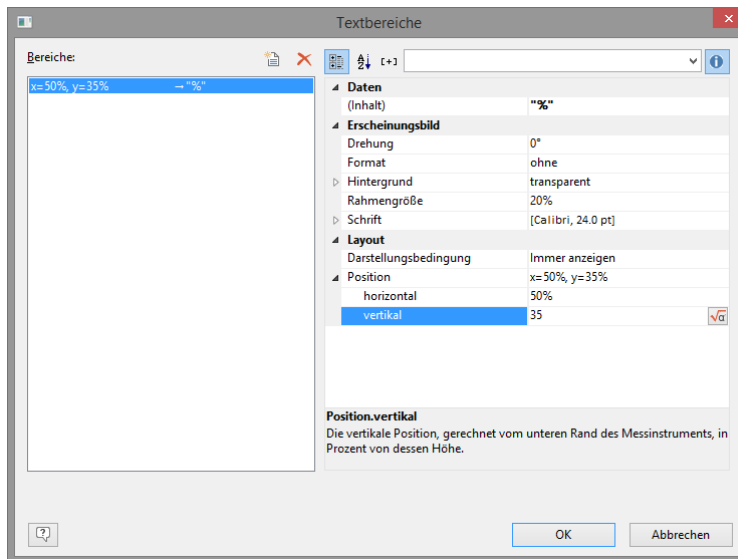 Textbereiche
Bereiche:
x=50%, y=35% → "%"
Daten
(Inhalt) "%"
Erscheinungsbild
Drehung 0°
Format ohne
Hintergrund transparent
Rahmengröße 20%
Schrift [Calibri, 24.0 pt]
Layout
Darstellungsbedingung Immer anzeigen
Position x=50%, y=35%
horizontal 50%
vertikal 35
√α
Position.vertikal
Die vertikale Position, gerechnet vom unteren Rand des Messinstruments, in
Prozent von dessen Höhe.
OK Abbrechen